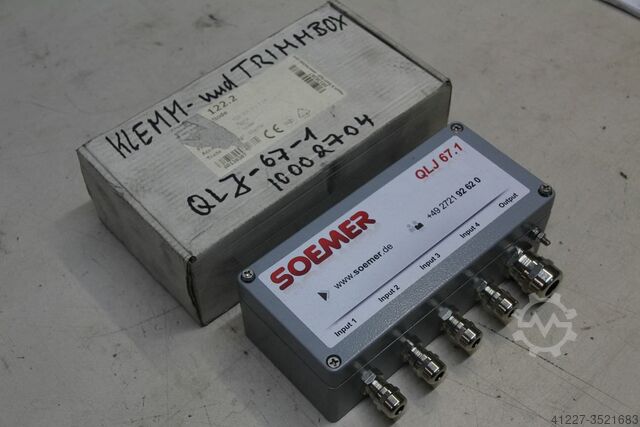 KLEMM- und TRIMMBOX
122.2
CE
QLJ-67-1
10002704
SOEMER
QLJ 67.1
www.soemer.de
+49 2721 92 62 0
Input 1
Input 2
Input 3
Input 4
Output
41227-3521683